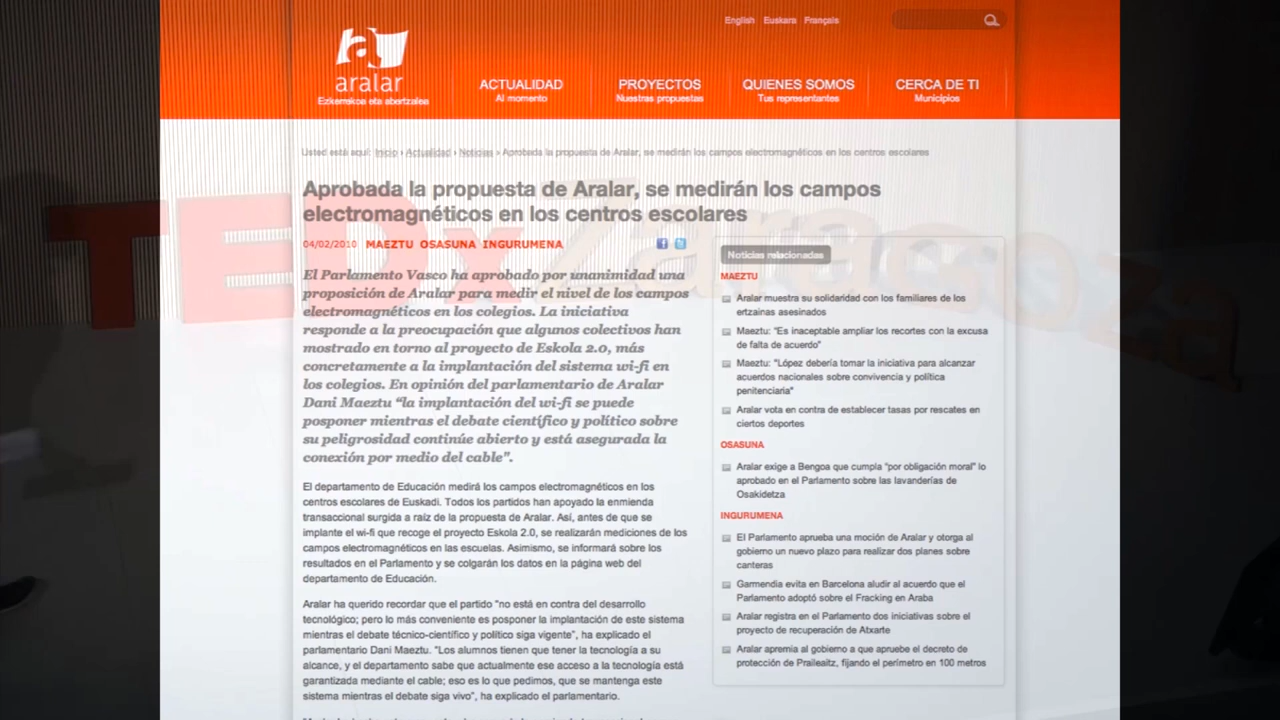 English Euskara Français
aralar
Ezkerrekoa eta abertzalea
ACTUALIDAD
Al momento
PROYECTOS
Nuestras propuestas
QUIENES SOMOS
Tus representantes
CERCA DE TI
Municipios
Usted está aquí: Inicio › Actualidad › Noticias › Aprobada la propuesta de Aralar, se medirán los campos electromagnéticos en los centros escolares
Aprobada la propuesta de Aralar, se medirán los campos
electromagnéticos en los centros escolares
TEDxZaragoza
04/02/2010 MAEZTU OSASUNA INGURUMENA
El Parlamento Vasco ha aprobado por unanimidad una
proposición de Aralar para medir el nivel de los campos
electromagnéticos en los colegios. La iniciativa
responde a la preocupación que algunos colectivos han
mostrado en torno al proyecto de Eskola 2.0, más
concretamente a la implantación del sistema wi-fi en
los colegios. En opinión del parlamentario de Aralar
Dani Maeztu “la implantación del wi-fi se puede
posponer mientras el debate científico y político sobre
su peligrosidad continúe abierto y está asegurada la
conexión por medio del cable”.
El departamento de Educación medirá los campos electromagnéticos en los
centros escolares de Euskadi. Todos los partidos han apoyado la enmienda
transaccional surgida a raíz de la propuesta de Aralar. Así, antes de que se
implante el wi-fi que recoge el proyecto Eskola 2.0, se realizarán mediciones de los
campos electromagnéticos en las escuelas. Asimismo, se informará sobre los
resultados en el Parlamento y se colgarán los datos en la página web del
departamento de Educación.
Aralar ha querido recordar que el partido "no está en contra del desarrollo
tecnológico; pero lo más conveniente es posponer la implantación de este sistema
mientras el debate técnico-científico y político siga vigente", ha explicado el
parlamentario Dani Maeztu. "Los alumnos tienen que tener la tecnología a su
alcance, y el departamento sabe que actualmente ese acceso a la tecnología está
garantizada mediante el cable; eso es lo que pedimos, que se mantenga este
sistema mientras el debate siga vivo", ha explicado el parlamentario.
Noticias relacionadas
MAEZTU
Aralar muestra su solidaridad con los familiares de los
ertzainas asesinados
Maeztu: "Es inaceptable ampliar los recortes con la excusa
de falta de acuerdo"
Maeztu: "López debería tomar la iniciativa para alcanzar
acuerdos nacionales sobre convivencia y política
penitenciaria"
Aralar vota en contra de establecer tasas por rescates en
ciertos deportes
OSASUNA
Aralar exige a Bengoa que cumpla "por obligación moral" lo
aprobado en el Parlamento sobre las lavanderías de
Osakidetza
INGURUMENA
El Parlamento aprueba una moción de Aralar y otorga al
gobierno un nuevo plazo para realizar dos planes sobre
canteras
Garmendia evita en Barcelona aludir al acuerdo que el
Parlamento adoptó sobre el Fracking en Araba
Aralar registra en el Parlamento dos iniciativas sobre el
proyecto de recuperación de Atxarte
Aralar apremia al gobierno a que apruebe el decreto de
protección de Praileaitz, fijando el perímetro en 100 metros